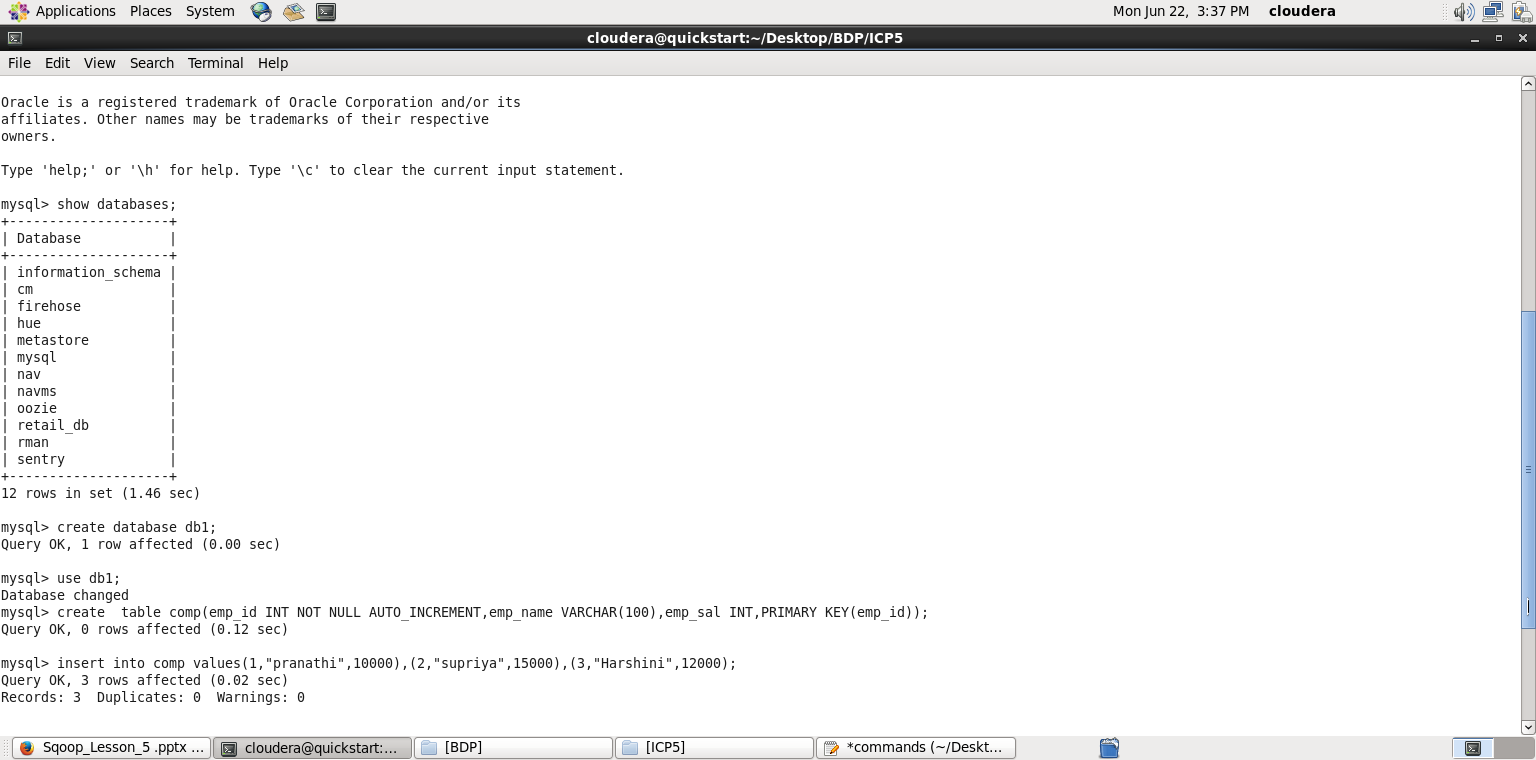 Applications Places System Mon Jun 22, 3:37 PM cloudera
cloudera@quickstart:~/Desktop/BDP/ICP5
File Edit View Search Terminal Help
Oracle is a registered trademark of Oracle Corporation and/or its
affiliates. Other names may be trademarks of their respective
owners.
Type 'help;' or '\h' for help. Type '\c' to clear the current input statement.
mysql> show databases;
+--------------------+
| Database           |
+--------------------+
| information_schema |
| cm                 |
| firehose           |
| hue                |
| metastore          |
| mysql              |
| nav                |
| navms              |
| oozie              |
| retail_db          |
| rman               |
| sentry             |
+--------------------+
12 rows in set (1.46 sec)
mysql> create database db1;
Query OK, 1 row affected (0.00 sec)
mysql> use db1;
Database changed
mysql> create  table comp(emp_id INT NOT NULL AUTO_INCREMENT,emp_name VARCHAR(100),emp_sal INT,PRIMARY KEY(emp_id));
Query OK, 0 rows affected (0.12 sec)
mysql> insert into comp values(1,"pranathi",10000),(2,"supriya",15000),(3,"Harshini",12000);
Query OK, 3 rows affected (0.02 sec)
Records: 3  Duplicates: 0  Warnings: 0
Sqoop_Lesson_5 .pptx ... cloudera@quickstart:... [BDP] [ICP5] *commands (~/Deskt...